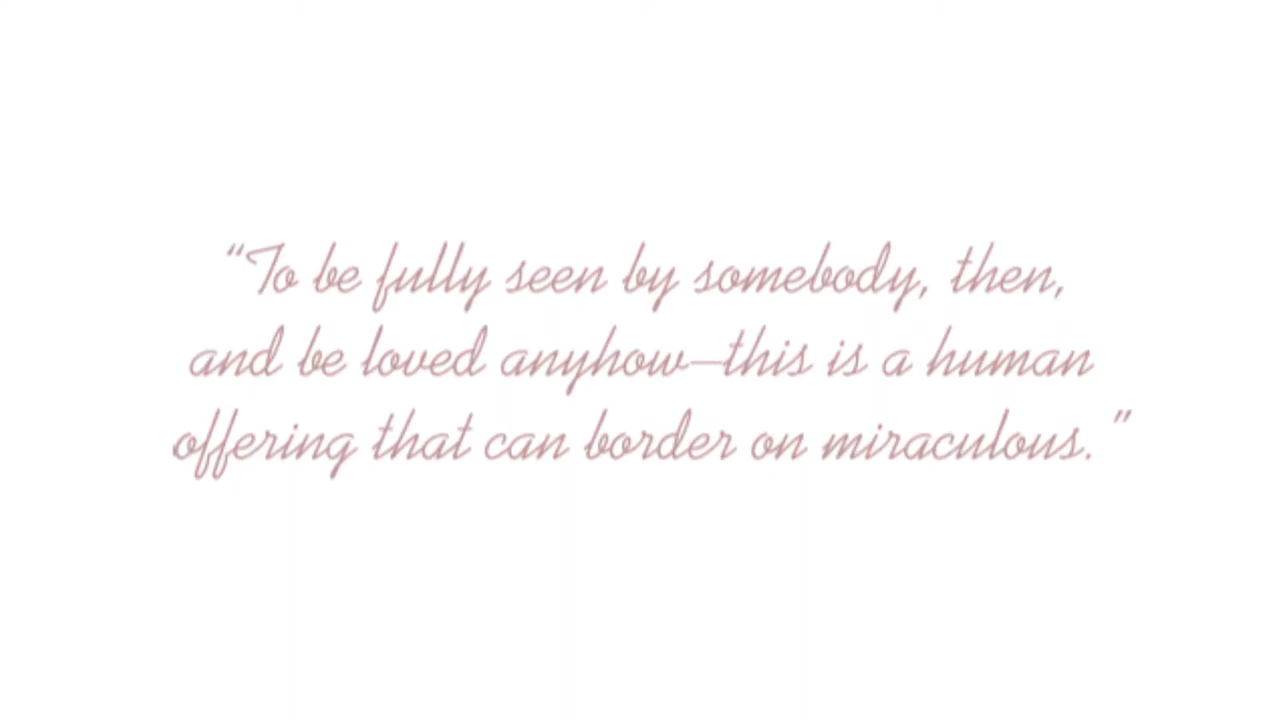 “To be fully seen by somebody, then,
and be loved anyhow—this is a human
offering that can border on miraculous.”